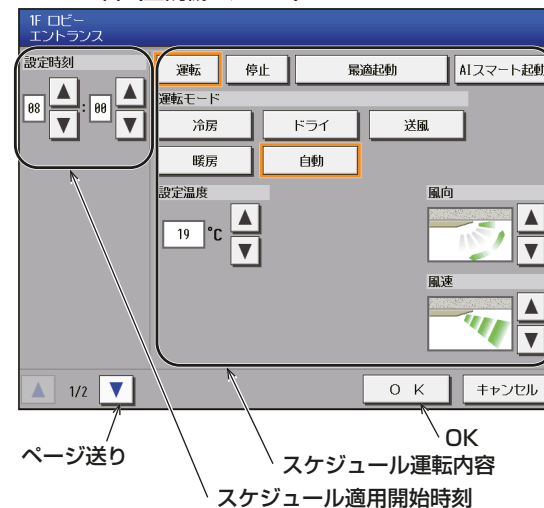 1F ロビー
エントランス
設定時刻
運転 停止 最適起動 AIスマート起動
08 : 00
運転モード
冷房 ドライ 送風
暖房 自動
設定温度 風向
19 °C
風速
1/2 OK キャンセル
OK
ページ送り
スケジュール運転内容
スケジュール適用開始時刻